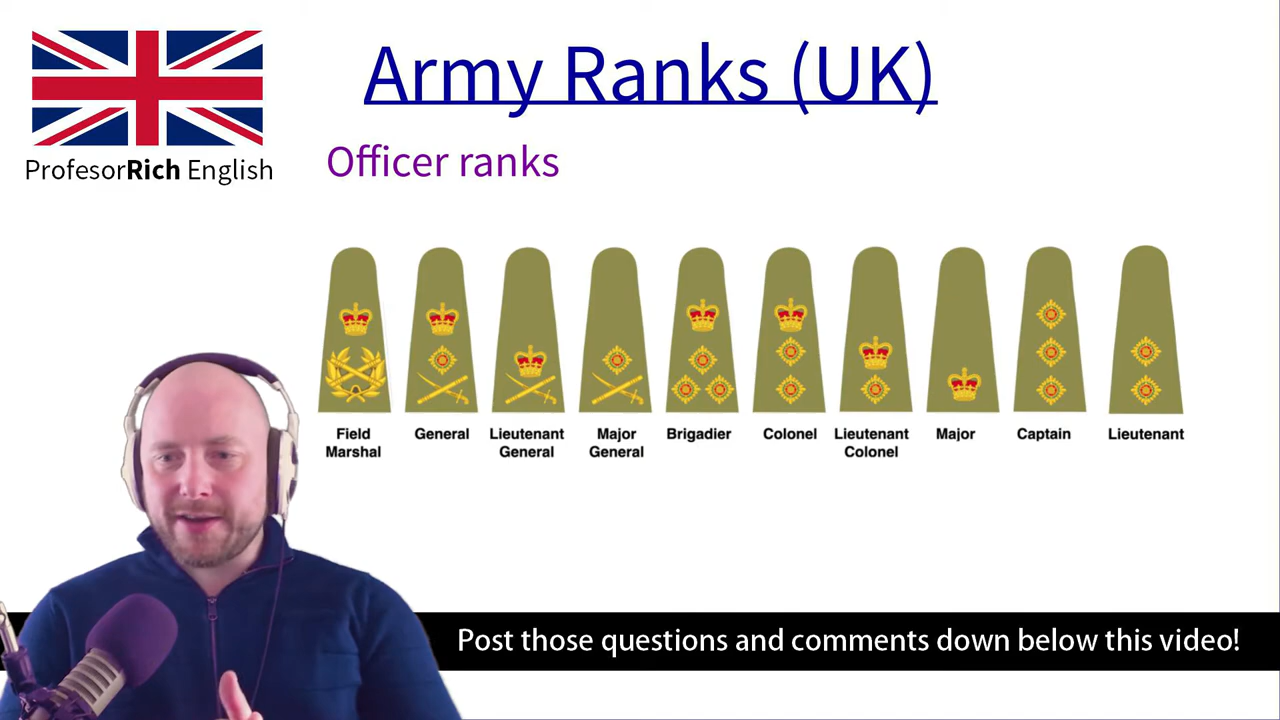 Army Ranks (UK)
ProfesorRich English
Officer ranks
Field Marshal
General
Lieutenant General
Major General
Brigadier
Colonel
Lieutenant Colonel
Major
Captain
Lieutenant
Post those questions and comments down below this video!